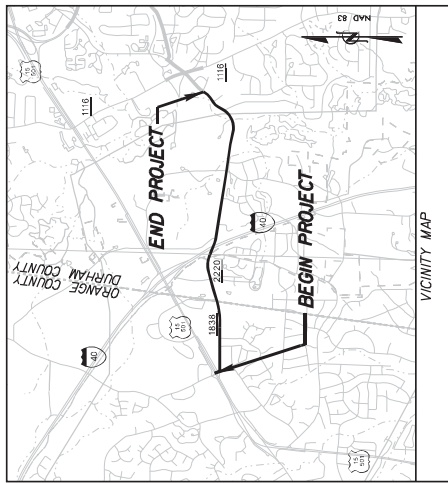 15
501
1116
1116
NAD 83
N
END PROJECT
ORANGE COUNTY
DURHAM COUNTY
40
2220
40
15
501
1838
BEGIN PROJECT
15
501
VICINITY MAP